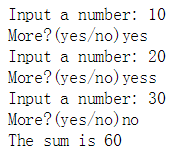 Input a number: 10
More?(yes/no)yes
Input a number: 20
More?(yes/no)yess
Input a number: 30
More?(yes/no)no
The sum is 60